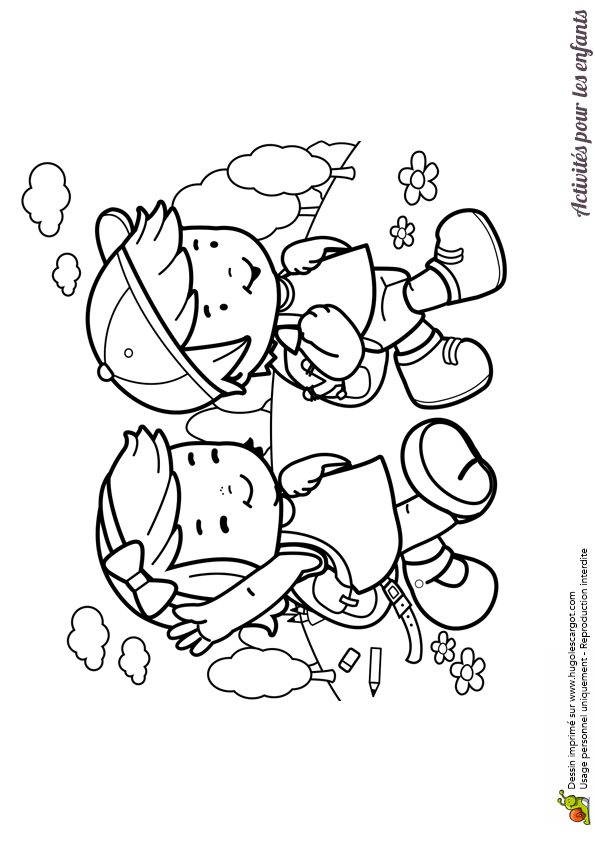 Activités pour les enfants
Dessin imprimé sur www.hugolescargot.com
Usage personnel uniquement - Reproduction interdite